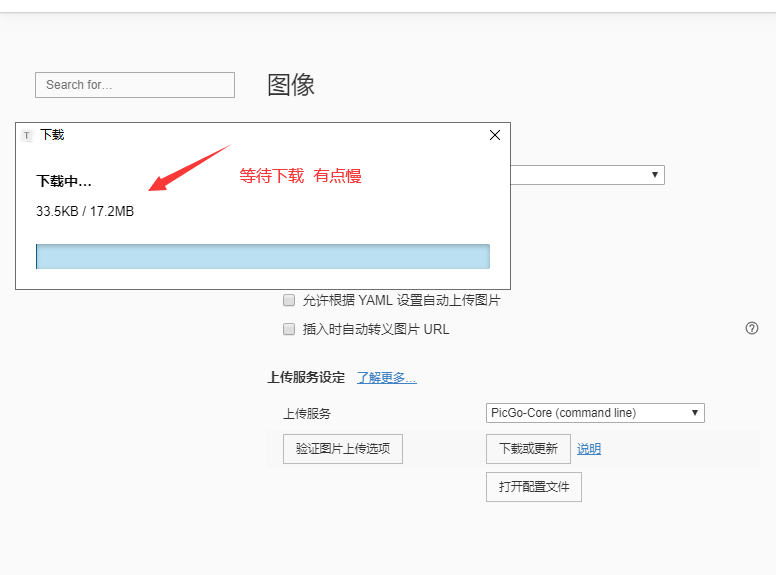 Search for…
图像
T 下载
下载中…
等待下载 有点慢
33.5KB / 17.2MB
允许根据 YAML 设置自动上传图片
插入时自动转义图片 URL
上传服务设定 了解更多…
上传服务 PicGo-Core (command line)
验证图片上传选项 下载或更新 说明
打开配置文件